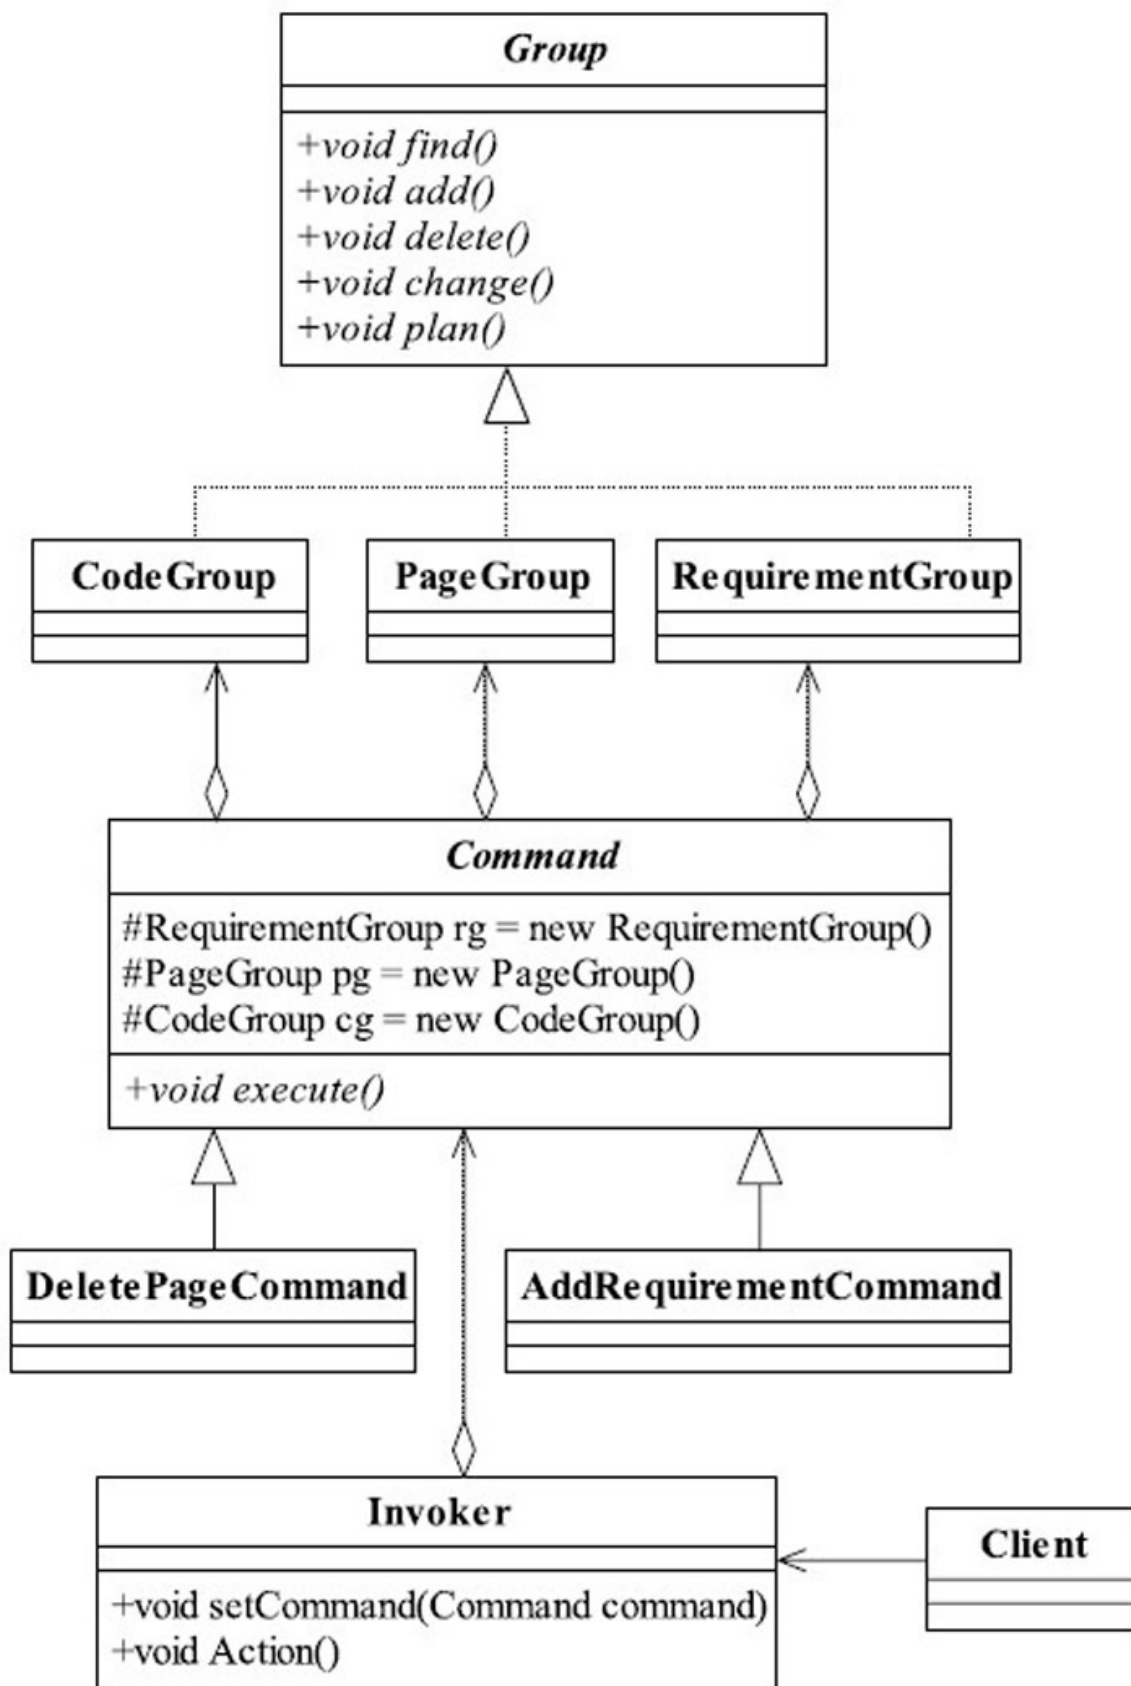 Group
+void find()
+void add()
+void delete()
+void change()
+void plan()
CodeGroup
PageGroup
RequirementGroup
Command
#RequirementGroup rg = new RequirementGroup()
#PageGroup pg = new PageGroup()
#CodeGroup cg = new CodeGroup()
+void execute()
DeletePageCommand
AddRequirementCommand
Invoker
+void setCommand(Command command)
+void Action()
Client